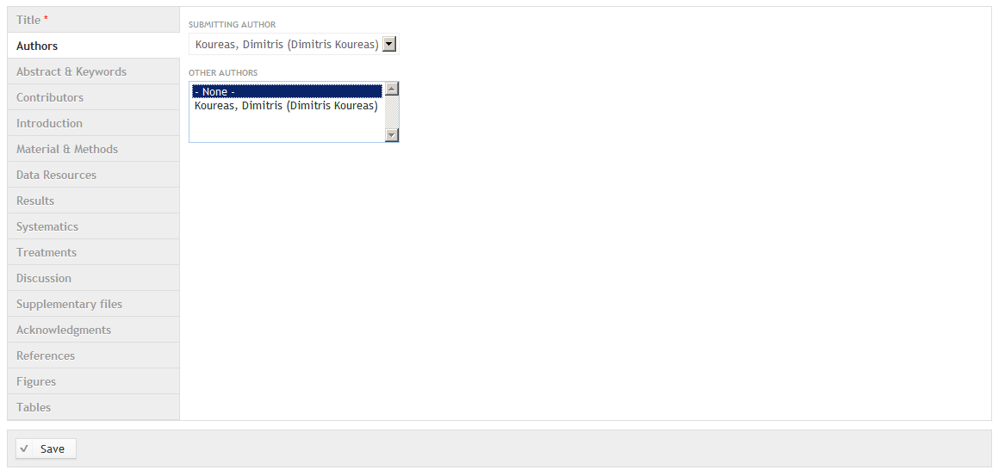 Title *
Authors
Abstract & Keywords
Contributors
Introduction
Material & Methods
Data Resources
Results
Systematics
Treatments
Discussion
Supplementary files
Acknowledgments
References
Figures
Tables
SUBMITTING AUTHOR
Koureas, Dimitris (Dimitris Koureas)
OTHER AUTHORS
- None -
Koureas, Dimitris (Dimitris Koureas)
Save